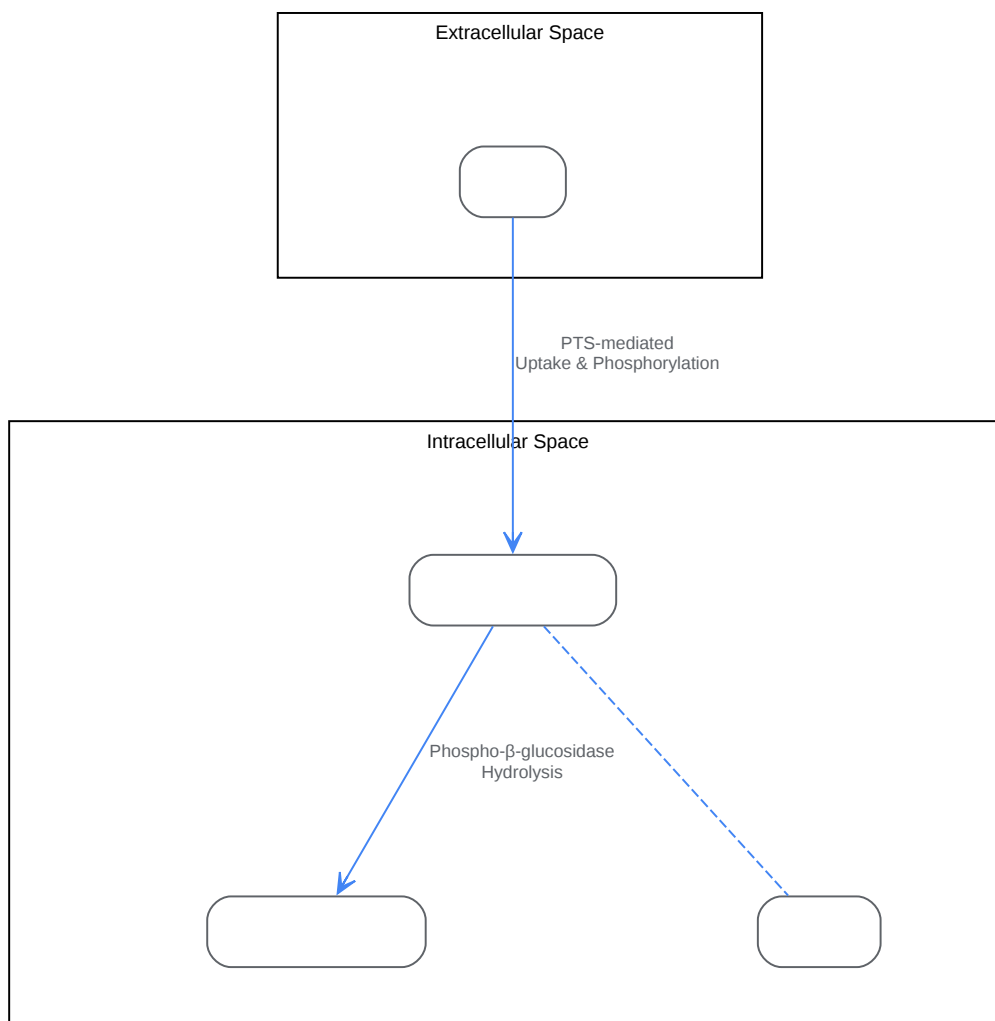 Extracellular Space
PTS-mediated
Uptake & Phosphorylation
Intracellular Space
Phospho-β-glucosidase
Hydrolysis